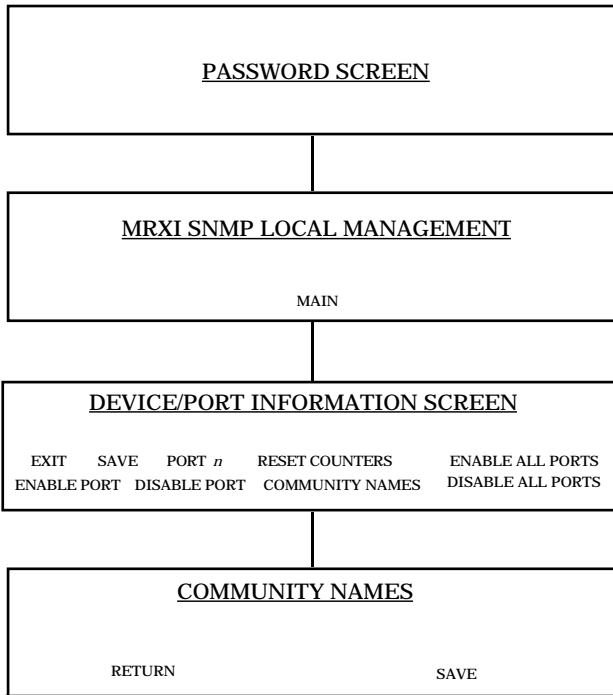 PASSWORD SCREEN
MRXI SNMP LOCAL MANAGEMENT
MAIN
DEVICE/PORT INFORMATION SCREEN
EXIT SAVE PORT n RESET COUNTERS ENABLE ALL PORTS
ENABLE PORT DISABLE PORT COMMUNITY NAMES DISABLE ALL PORTS
COMMUNITY NAMES
RETURN SAVE